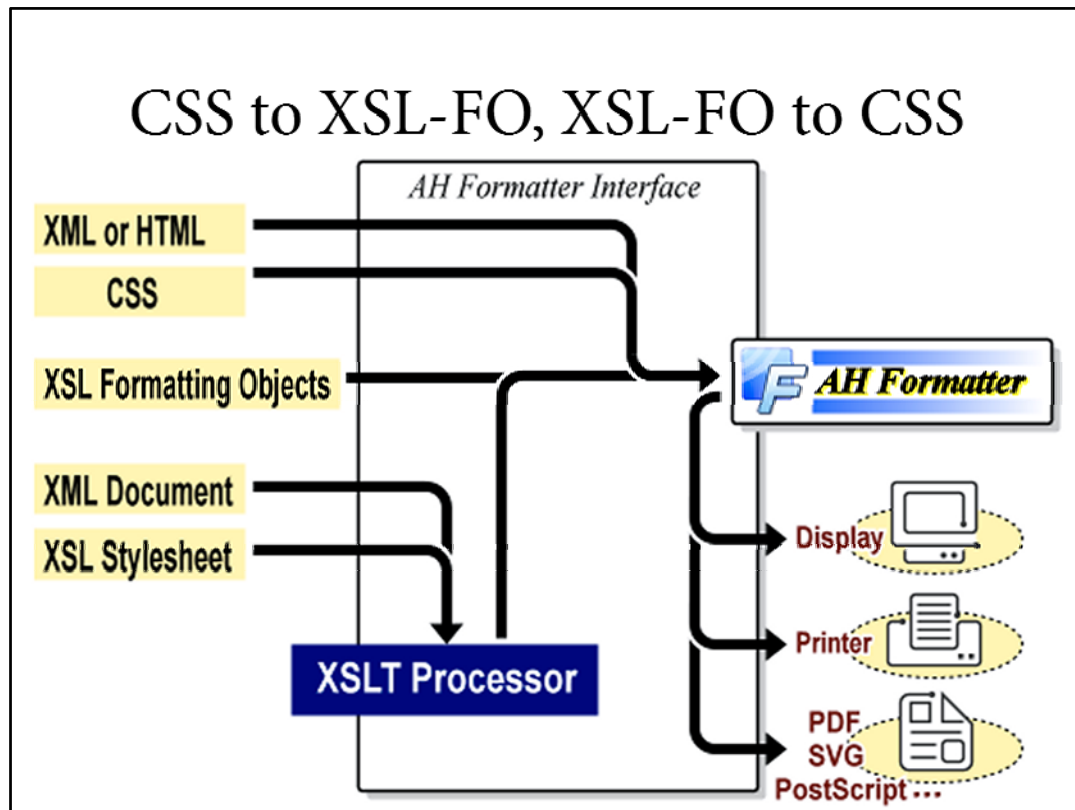 CSS to XSL-FO, XSL-FO to CSS
AH Formatter Interface
XML or HTML
CSS
XSL Formatting Objects
AH Formatter
XML Document
XSL Stylesheet
XSLT Processor
Display
Printer
PDF
SVG
PostScript ...